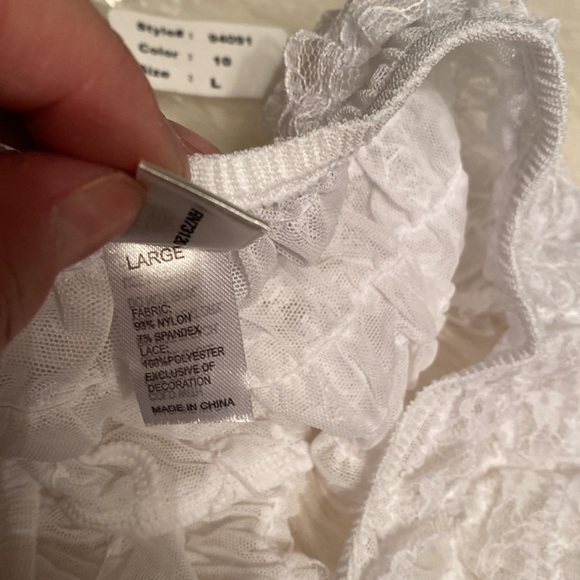 Style# : 94091
Color : 10
Size : L
RN7312
LARGE
FABRIC:
93% NYLON
7% SPANDEX
LACE:
100%POLYESTER
EXCLUSIVE OF
DECORATION
MADE IN CHINA